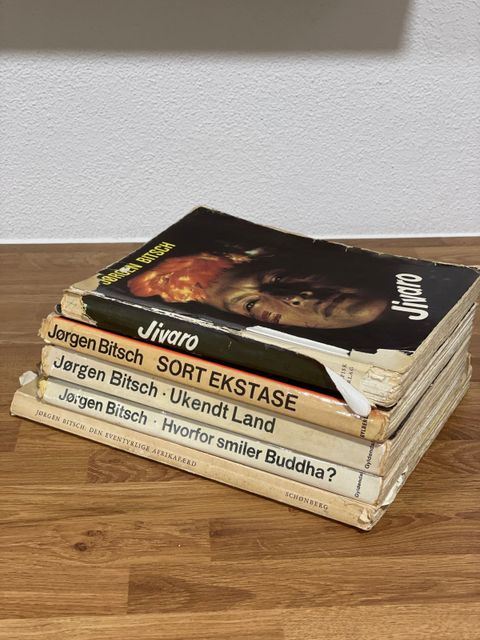 JØRGEN BITSCH
Jivaro
Jivaro
Jørgen Bitsch SORT EKSTASE
Jørgen Bitsch · Ukendt Land
Gyldendal
Jørgen Bitsch · Hvorfor smiler Buddha?
Gyldendal
JØRGEN BITSCH: DEN EVENTYRLIGE AFRIKAFÆRD
SCHØNBERG